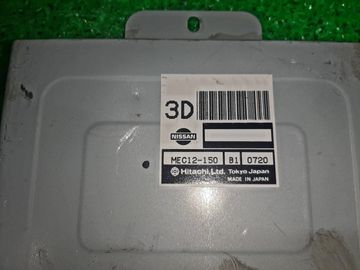 3D
NISSAN
MEC12-150 B1 0720
Hitachi, Ltd. Tokyo Japan
MADE IN JAPAN